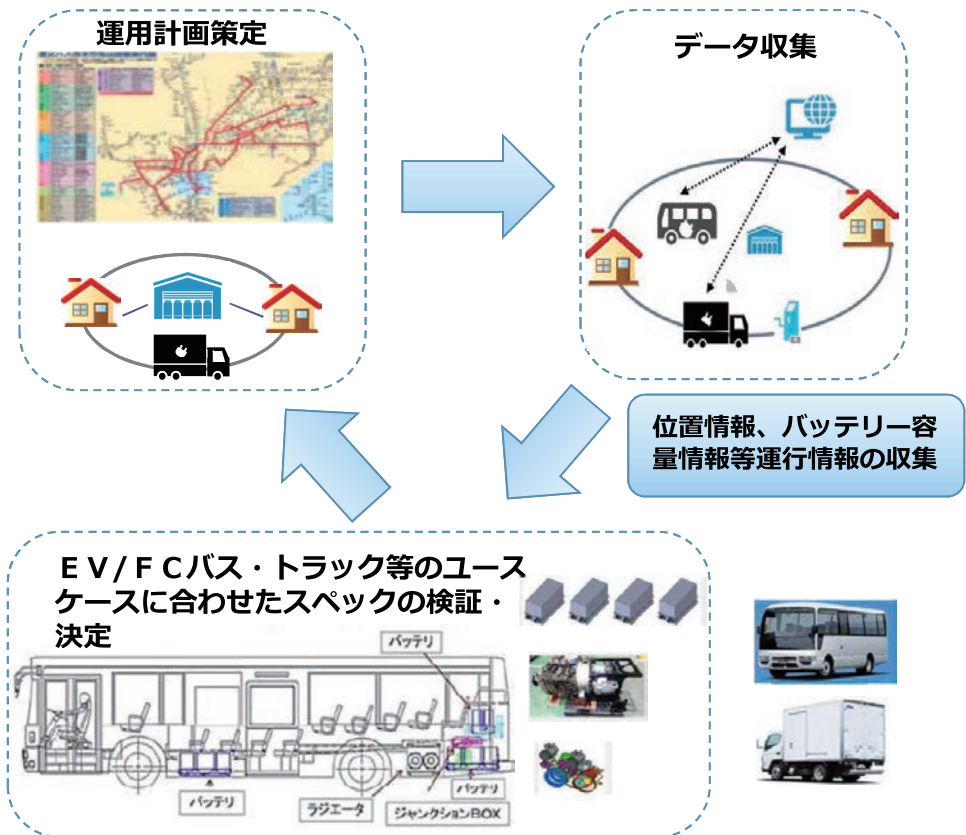 運用計画策定
データ収集
位置情報、バッテリー容
量情報等運行情報の収集
ＥＶ/ＦＣバス・トラック等のユース
ケースに合わせたスペックの検証・
決定
バッテリ
バッテリ
ラジエータ
ジャンクションBOX
バッテリ